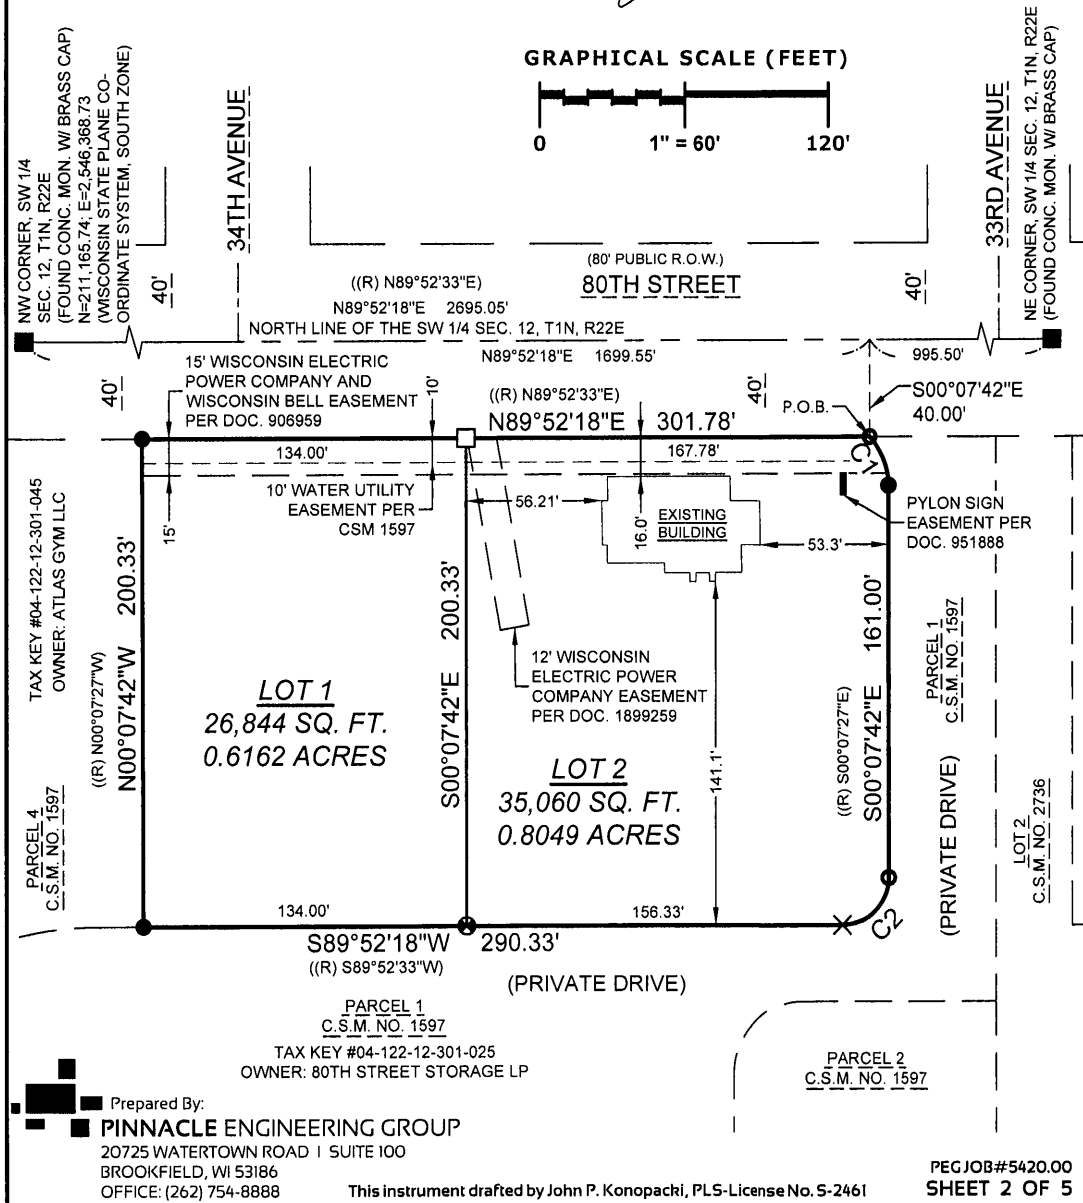 GRAPHICAL SCALE (FEET)
0
1" = 60'
120'
NW CORNER, SW 1/4
SEC. 12, T1N, R22E
(FOUND CONC. MON. W/ BRASS CAP)
N=211,165.74; E=2,546,368.73
(WISCONSIN STATE PLANE CO-
ORDINATE SYSTEM, SOUTH ZONE)
34TH AVENUE
33RD AVENUE
NE CORNER, SW 1/4 SEC. 12, T1N, R22E
(FOUND CONC. MON. W/ BRASS CAP)
40'
(80' PUBLIC R.O.W.)
80TH STREET
40'
((R) N89°52'33"E)
N89°52'18"E 2695.05'
NORTH LINE OF THE SW 1/4 SEC. 12, T1N, R22E
N89°52'18"E 1699.55'
995.50'
40'
15' WISCONSIN ELECTRIC
POWER COMPANY AND
WISCONSIN BELL EASEMENT
PER DOC. 906959
10'
((R) N89°52'33"E)
N89°52'18"E 301.78'
40'
P.O.B.
S00°07'42"E
40.00'
134.00'
167.78'
C1
10' WATER UTILITY
EASEMENT PER
CSM 1597
15'
56.21'
16.0'
EXISTING
BUILDING
53.3'
PYLON SIGN
EASEMENT PER
DOC. 951888
TAX KEY #04-122-12-301-045
OWNER: ATLAS GYM LLC
((R) N00°07'27"W)
N00°07'42"W 200.33'
S00°07'42"E 200.33'
12' WISCONSIN
ELECTRIC POWER
COMPANY EASEMENT
PER DOC. 1899259
((R) S00°07'27"E)
S00°07'42"E 161.00'
PARCEL 1
C.S.M. NO. 1597
LOT 1
26,844 SQ. FT.
0.6162 ACRES
LOT 2
35,060 SQ. FT.
0.8049 ACRES
141.1'
PARCEL 4
C.S.M. NO. 1597
(PRIVATE DRIVE)
LOT 2
C.S.M. NO. 2736
134.00'
156.33'
C2
S89°52'18"W 290.33'
((R) S89°52'33"W)
(PRIVATE DRIVE)
PARCEL 1
C.S.M. NO. 1597
TAX KEY #04-122-12-301-025
OWNER: 80TH STREET STORAGE LP
PARCEL 2
C.S.M. NO. 1597
Prepared By:
PINNACLE ENGINEERING GROUP
20725 WATERTOWN ROAD | SUITE 100
BROOKFIELD, WI 53186
OFFICE: (262) 754-8888
This instrument drafted by John P. Konopacki, PLS-License No. S-2461
PEG JOB#5420.00
SHEET 2 OF 5